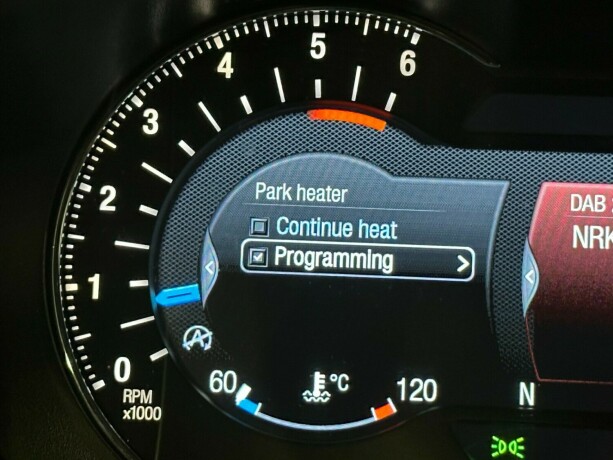 5
4
6
3
2
1
0
RPM
x1000
Park heater
Continue heat
Programming >
DAB
NRK
A
60 °C 120
N